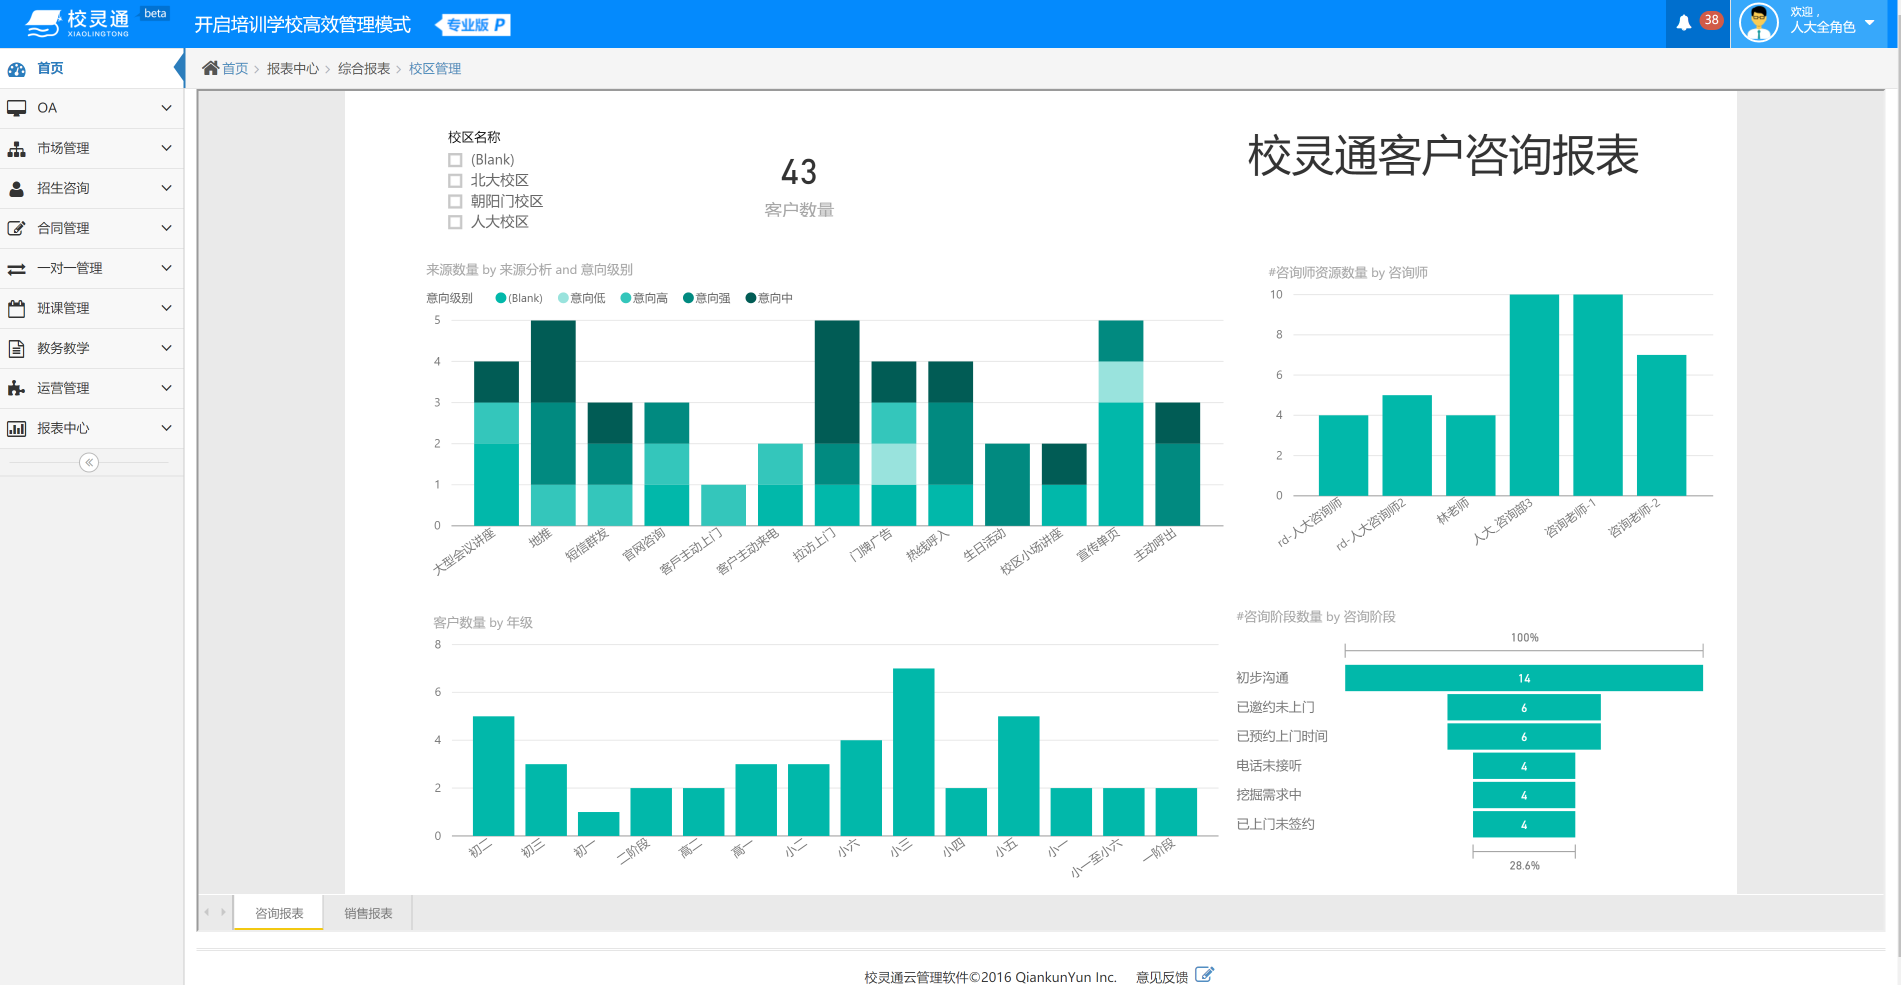 校灵通
XIAOLINGTONG
beta
开启培训学校高效管理模式
专业版 P
38
欢迎，
人大全角色
首页
OA
市场管理
招生咨询
合同管理
一对一管理
班课管理
教务教学
运营管理
报表中心
首页 > 报表中心 > 综合报表 > 校区管理
校区名称
(Blank)
北大校区
朝阳门校区
人大校区
43
客户数量
校灵通客户咨询报表
来源数量 by 来源分析 and 意向级别
意向级别 (Blank) 意向低 意向高 意向强 意向中
5
4
3
2
1
0
大型会议讲座 地推 短信群发 官网咨询 客戶主动上门 客户主动来电 拉访上门 门牌广告 热线呼入 生日活动 校区小场讲座 宣传单页 主动呼出
#咨询师资源数量 by 咨询师
10
8
6
4
2
0
rd-人大咨询师 rd-人大咨询师2 林老师 人大_咨询部3 咨询老师-1 咨询老师-2
客户数量 by 年级
8
6
4
2
0
初二 初三 初一 二阶段 高二 高一 小二 小六 小三 小四 小五 小一 小一至小六 一阶段
#咨询阶段数量 by 咨询阶段
100%
初步沟通 14
已邀约未上门 6
已预约上门时间 6
电话未接听 4
挖掘需求中 4
已上门未签约 4
28.6%
咨询报表 销售报表
校灵通云管理软件©2016 QiankunYun Inc. 意见反馈